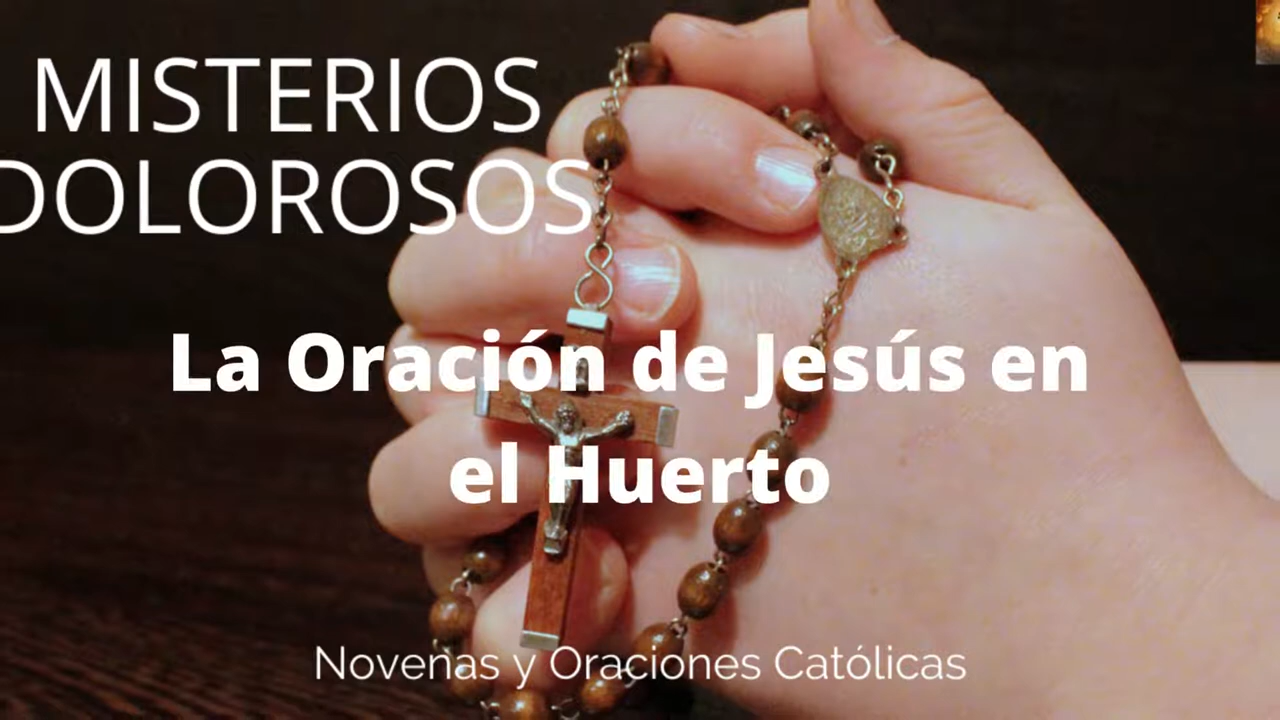 MISTERIOS
DOLOROSOS
La Oración de Jesús en
el Huerto
Novenas y Oraciones Católicas